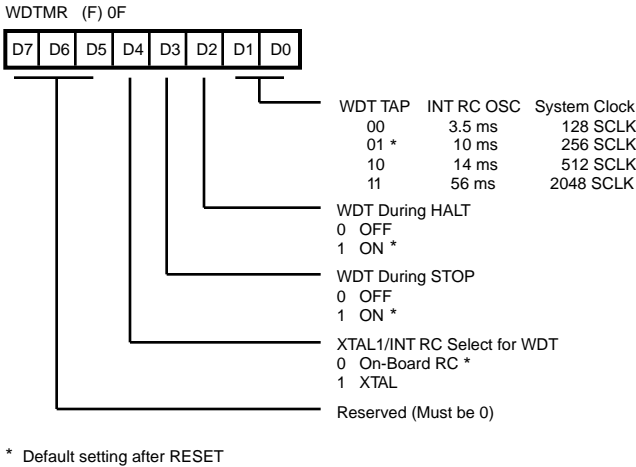 WDTMR (F) 0F
D7 D6 D5 D4 D3 D2 D1 D0
WDT TAP INT RC OSC System Clock
00 3.5 ms 128 SCLK
01 * 10 ms 256 SCLK
10 14 ms 512 SCLK
11 56 ms 2048 SCLK
WDT During HALT
0 OFF
1 ON *
WDT During STOP
0 OFF
1 ON *
XTAL1/INT RC Select for WDT
0 On-Board RC *
1 XTAL
Reserved (Must be 0)
* Default setting after RESET